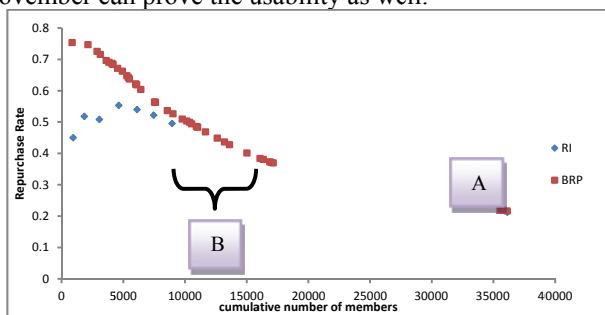 ovember can prove the usability as well.
0.8
0.7
0.6
0.5
0.4
0.3
0.2
0.1
0
Repurchase Rate
A
B
RI
BRP
0 5000 10000 15000 20000 25000 30000 35000 40000
cumulative number of members